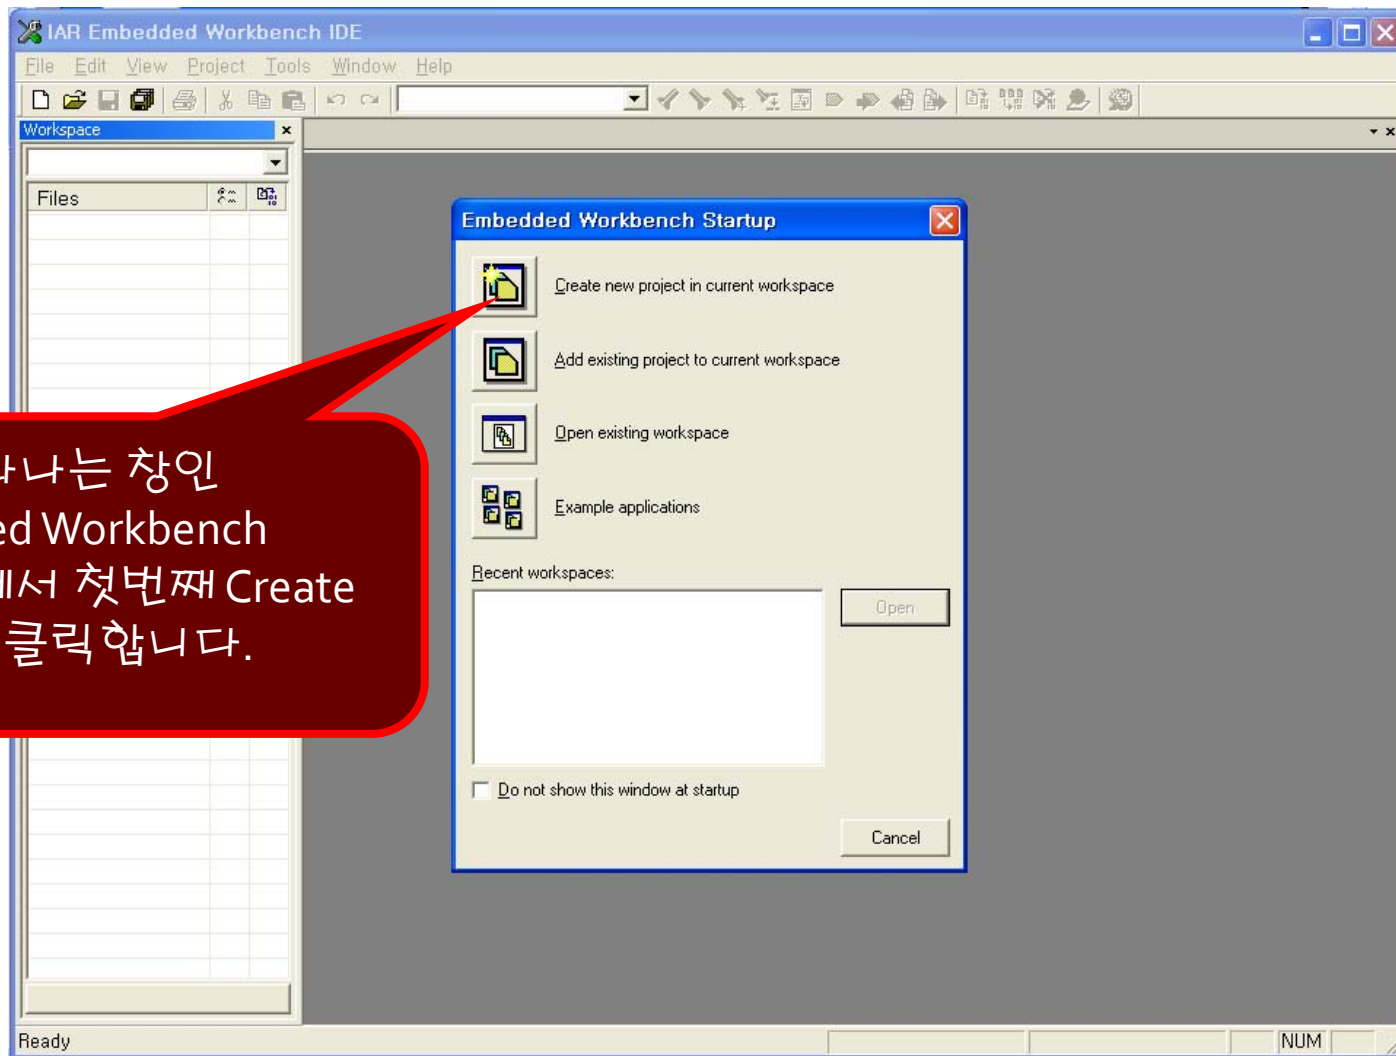 IAR Embedded Workbench IDE
File Edit View Project Tools Window Help
Workspace
Files
Embedded Workbench Startup
Create new project in current workspace
Add existing project to current workspace
Open existing workspace
Example applications
Recent workspaces:
Open
Do not show this window at startup
Cancel
나는 창인
ed Workbench
에서 첫번째 Create
클릭합니다.
Ready
NUM